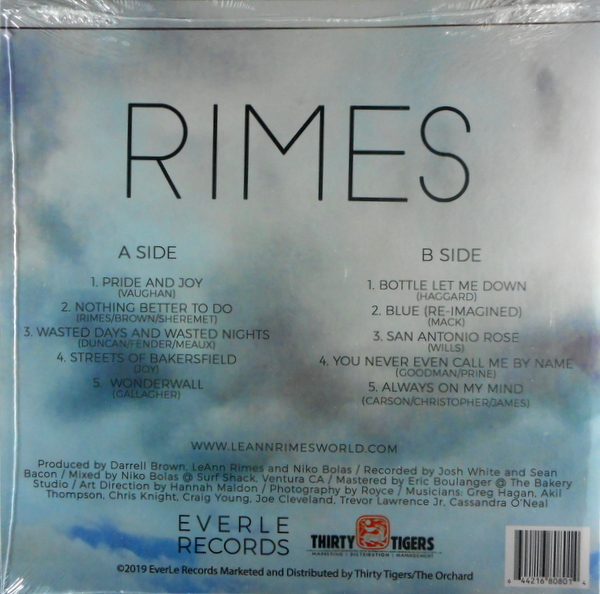 RIMES
A SIDE
1. PRIDE AND JOY
(VAUGHAN)
2. NOTHING BETTER TO DO
(RIMES/BROWN/SHEREMET)
3. WASTED DAYS AND WASTED NIGHTS
(DUNCAN/FENDER/MEAUX)
4. STREETS OF BAKERSFIELD
(JOY)
5. WONDERWALL
(GALLAGHER)
B SIDE
1. BOTTLE LET ME DOWN
(HAGGARD)
2. BLUE (RE-IMAGINED)
(MACK)
3. SAN ANTONIO ROSE
(WILLS)
4. YOU NEVER EVEN CALL ME BY NAME
(GOODMAN/PRINE)
5. ALWAYS ON MY MIND
(CARSON/CHRISTOPHER/JAMES)
WWW.LEANNRIMESWORLD.COM
Produced by Darrell Brown, LeAnn Rimes and Niko Bolas / Recorded by Josh White and Sean
Bacon / Mixed by Niko Bolas @ Surf Shack, Ventura CA / Mastered by Eric Boulanger @ The Bakery
Studio / Art Direction by Hannah Maldon / Photography by Royce / Musicians: Greg Hagan, Akil
Thompson, Chris Knight, Craig Young, Joe Cleveland, Trevor Lawrence Jr, Cassandra O'Neal
EVERLE
RECORDS
THIRTY TIGERS
MARKETING | DISTRIBUTION | MANAGEMENT
©2019 EverLe Records Marketed and Distributed by Thirty Tigers/The Orchard
8 44216 80801 4